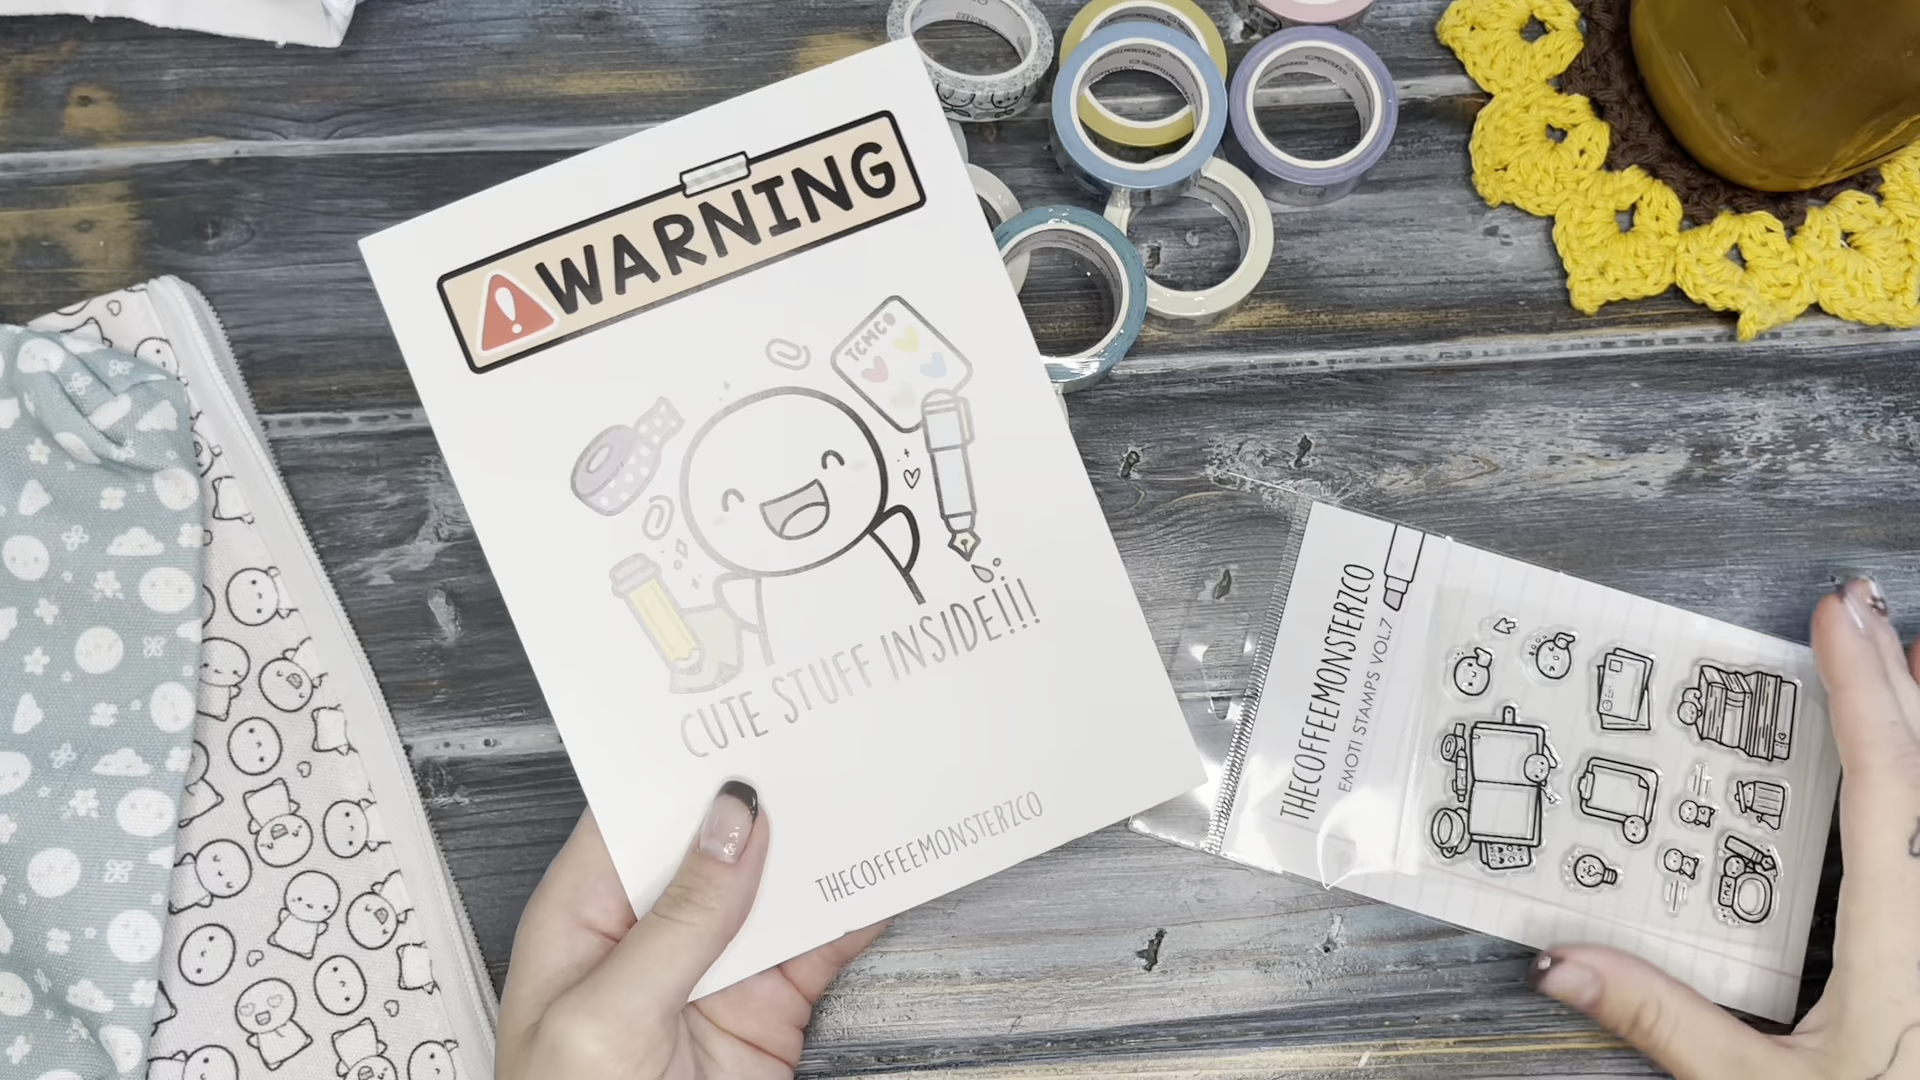 WARNING
TCMCO
CUTE STUFF INSIDE!!!
THECOFFEEMONSTERZCO
THECOFFEEMONSTERZCO
EMOTI STAMPS VOL.7